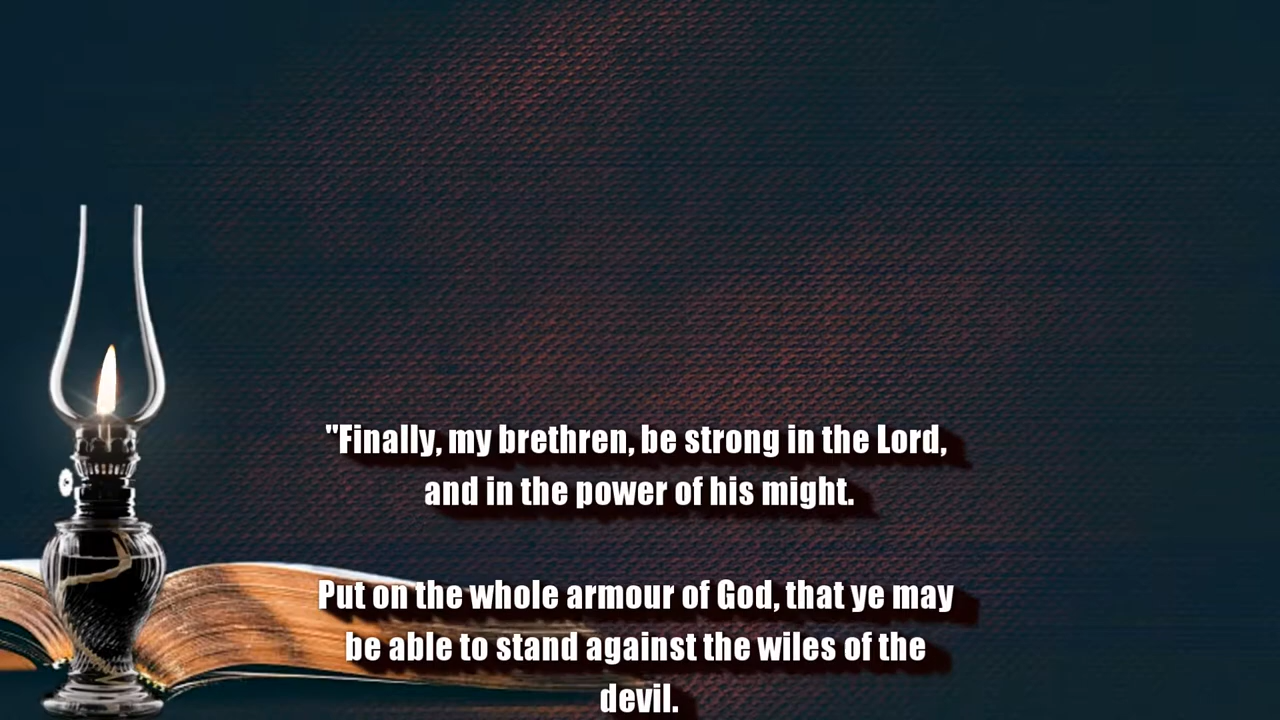 "Finally, my brethren, be strong in the Lord,
and in the power of his might.
Put on the whole armour of God, that ye may
be able to stand against the wiles of the
devil.